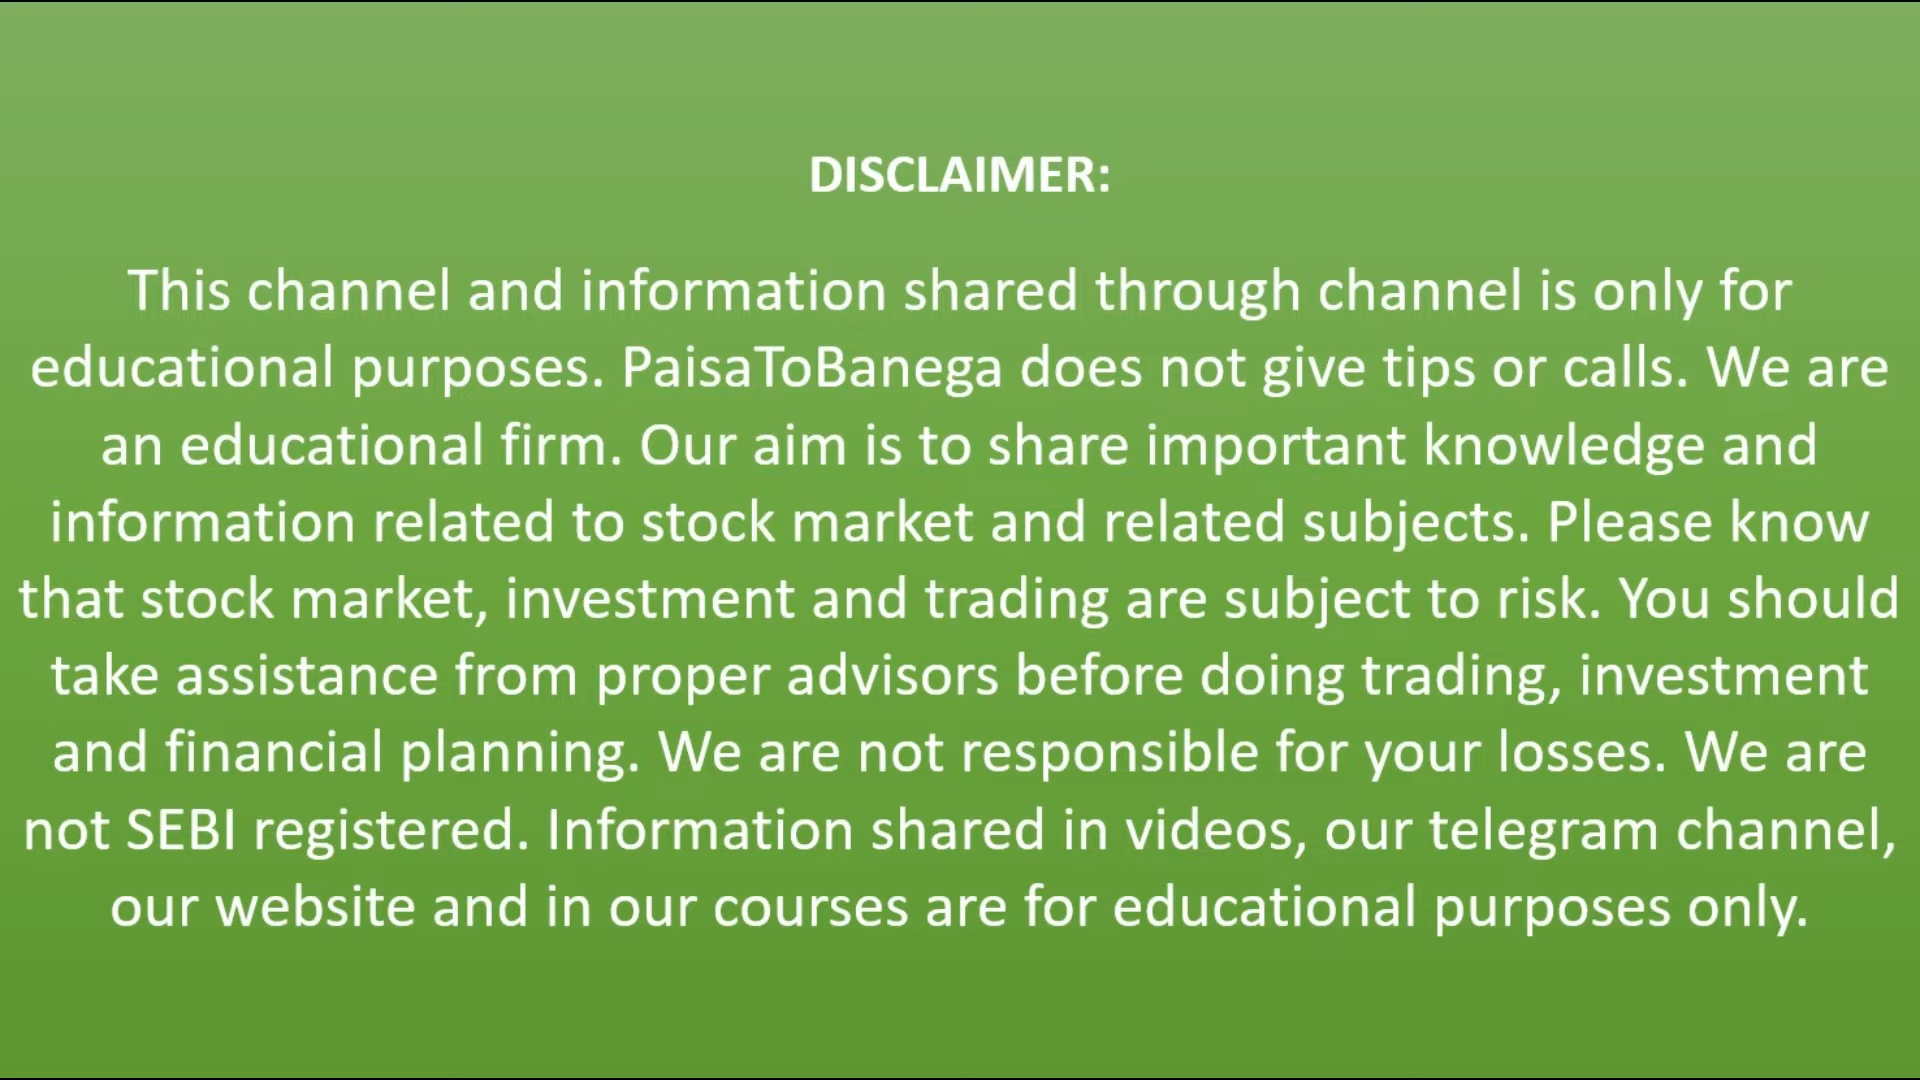 DISCLAIMER:
This channel and information shared through channel is only for
educational purposes. PaisaToBanega does not give tips or calls. We are
an educational firm. Our aim is to share important knowledge and
information related to stock market and related subjects. Please know
that stock market, investment and trading are subject to risk. You should
take assistance from proper advisors before doing trading, investment
and financial planning. We are not responsible for your losses. We are
not SEBI registered. Information shared in videos, our telegram channel,
our website and in our courses are for educational purposes only.